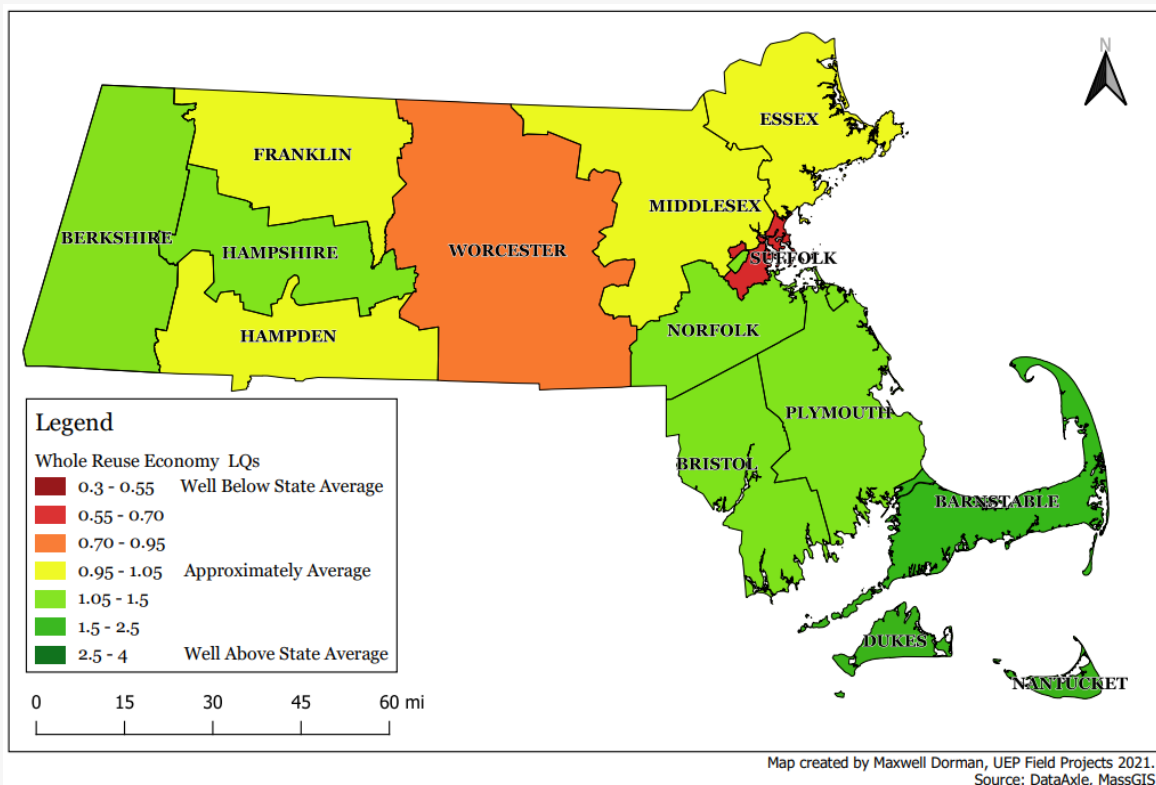 N
ESSEX
FRANKLIN
MIDDLESEX
BERKSHIRE
HAMPSHIRE
WORCESTER
SUFFOLK
NORFOLK
HAMPDEN
PLYMOUTH
BRISTOL
BARNSTABLE
DUKES
NANTUCKET
Legend
Whole Reuse Economy LQs
0.3 - 0.55 Well Below State Average
0.55 - 0.70
0.70 - 0.95
0.95 - 1.05 Approximately Average
1.05 - 1.5
1.5 - 2.5
2.5 - 4 Well Above State Average
0 15 30 45 60 mi
Map created by Maxwell Dorman, UEP Field Projects 2021.
Source: DataAxle, MassGIS